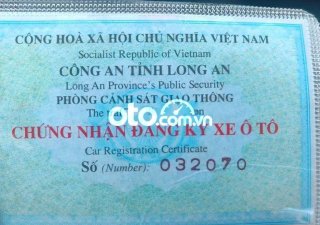 CỘNG HOÀ XÃ HỘI CHỦ NGHĨA VIỆT NAM
Socialist Republic of Vietnam
CÔNG AN TỈNH LONG AN
Long An Province's Public Security
PHÒNG CẢNH SÁT GIAO THÔNG
The
oto.com.vn
CHỨNG NHẬN ĐĂNG KÝ XE Ô TÔ
Car Registration Certificate
Số (Number): 032070